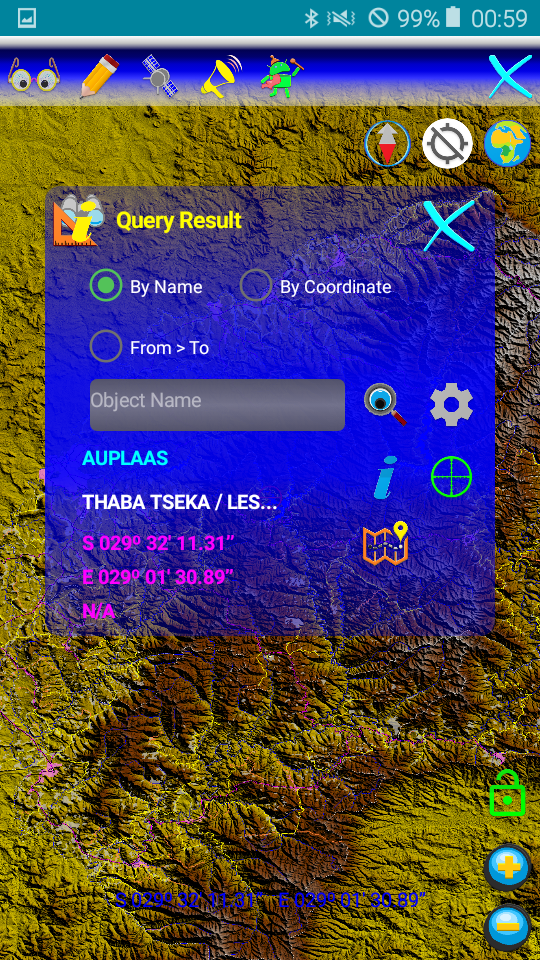 99% 00:59
Query Result
By Name By Coordinate
From > To
Object Name
AUPLAAS
THABA TSEKA / LES...
S 029º 32' 11.31''
E 029º 01' 30.89''
N/A
S 029º 32' 11.31'' E 029º 01' 30.89''